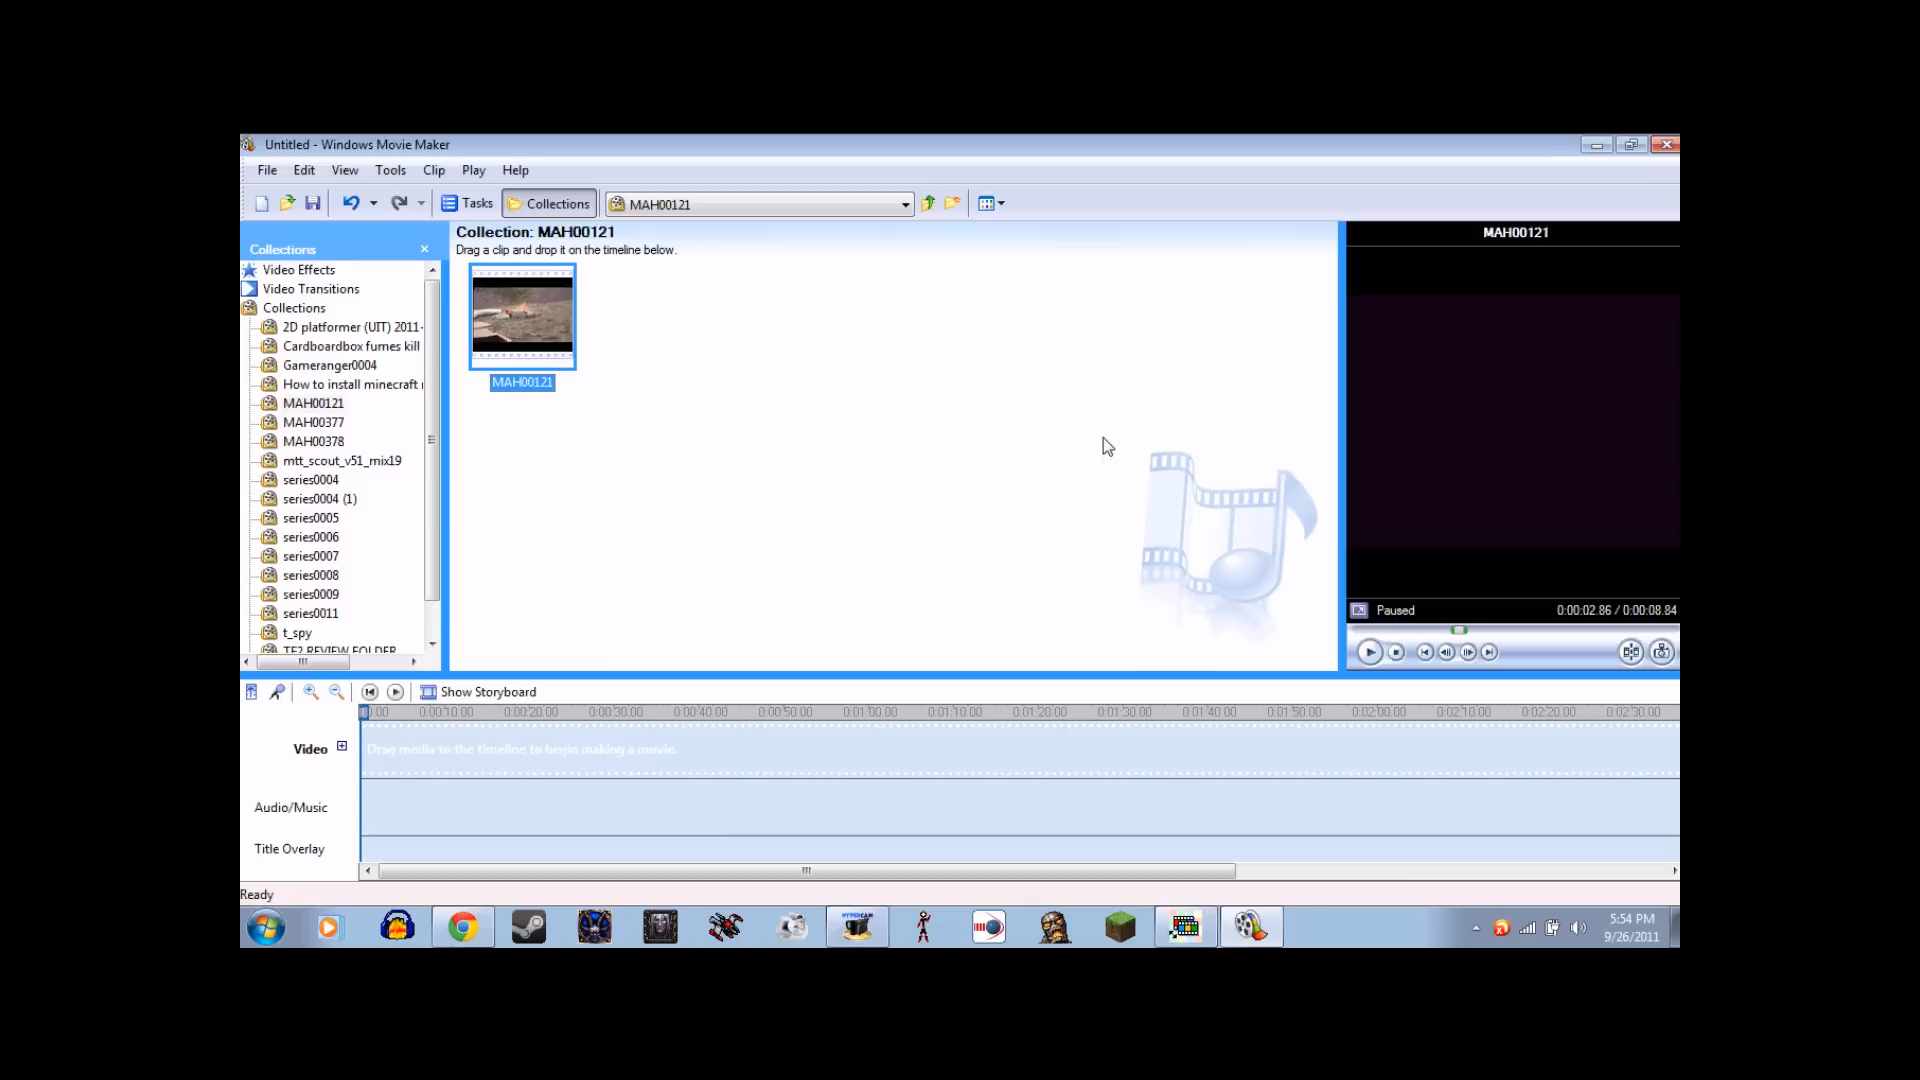 Untitled - Windows Movie Maker
File Edit View Tools Clip Play Help
Tasks Collections MAH00121
Collections
Video Effects
Video Transitions
Collections
2D platformer (UIT) 2011-
Cardboardbox furnes kill
Gameranger0004
How to install minecraft
MAH00121
MAH00377
MAH00378
mtt_scout_v51_mix19
series0004
series0004 (1)
series0005
series0006
series0007
series0008
series0009
series0011
t_spy
TF2 REVIEW FOLDER
Collection: MAH00121
Drag a clip and drop it on the timeline below.
MAH00121
MAH00121
Paused 0:00:02.86 / 0:00:08.84
Show Storyboard
0:00:10.00 0:00:20.00 0:00:30.00 0:00:40.00 0:00:50.00 0:01:00.00 0:01:10.00 0:01:20.00 0:01:30.00 0:01:40.00 0:01:50.00 0:02:00.00 0:02:10.00 0:02:20.00 0:02:30.00
Video Drag media to the timeline to begin making a movie.
Audio/Music
Title Overlay
Ready
HYPERCAM
5:54 PM
9/26/2011